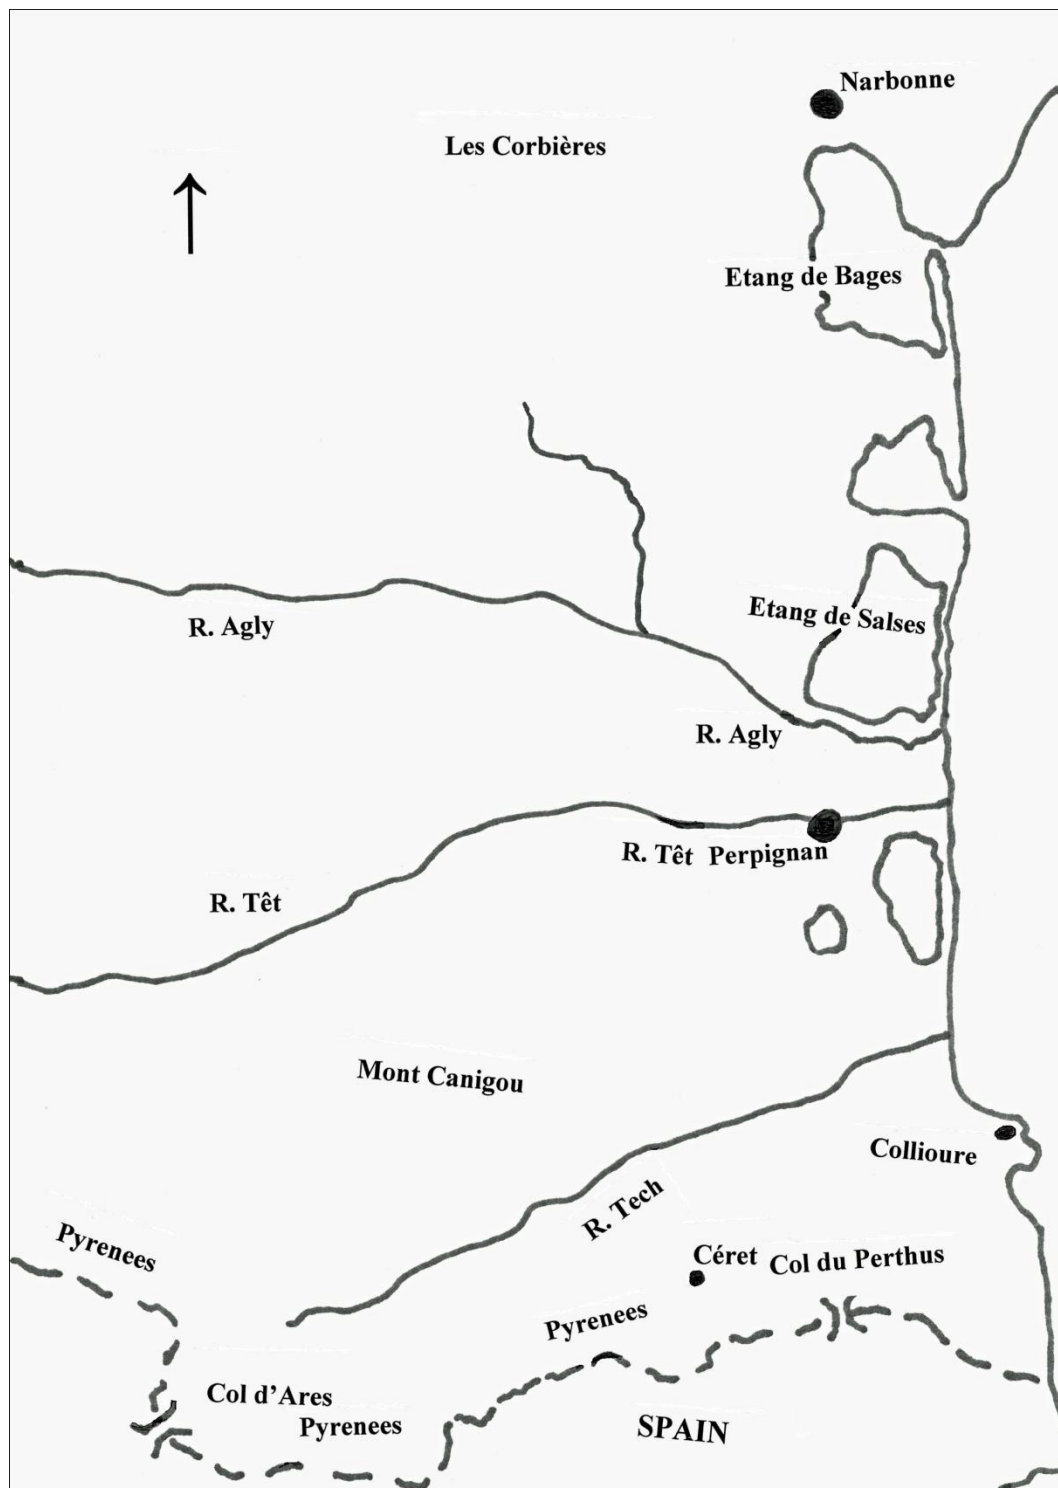 Narbonne
Les Corbières
Etang de Bages
Etang de Salses
R. Agly
R. Agly
R. Têt Perpignan
R. Têt
Mont Canigou
Collioure
R. Tech
Pyrenees
Céret
Col du Perthus
Pyrenees
Col d’Ares
Pyrenees
SPAIN